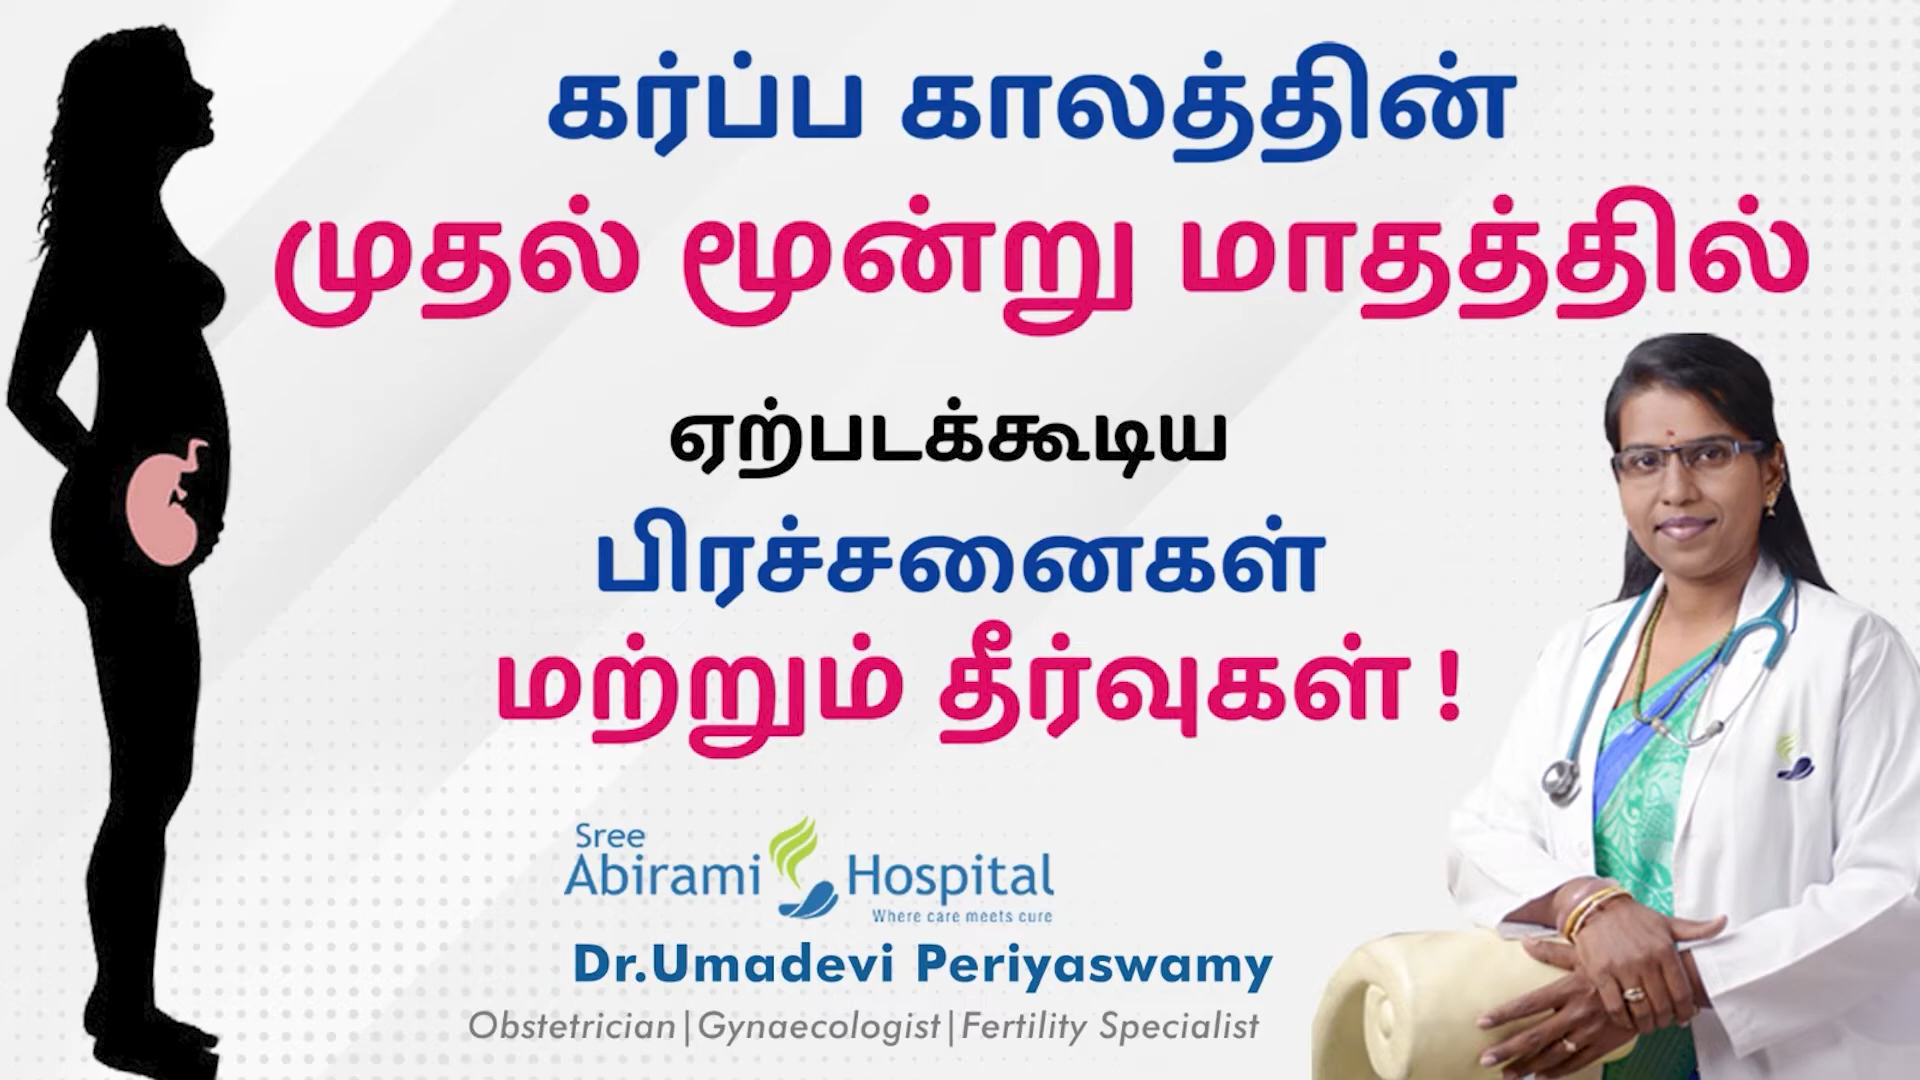 கர்ப்ப காலத்தின்
முதல் மூன்று மாதத்தில்
ஏற்படக்கூடிய
பிரச்சனைகள்
மற்றும் தீர்வுகள் !
Sree
Abirami Hospital
Where care meets cure
Dr.Umadevi Periyaswamy
Obstetrician|Gynaecologist|Fertility Specialist